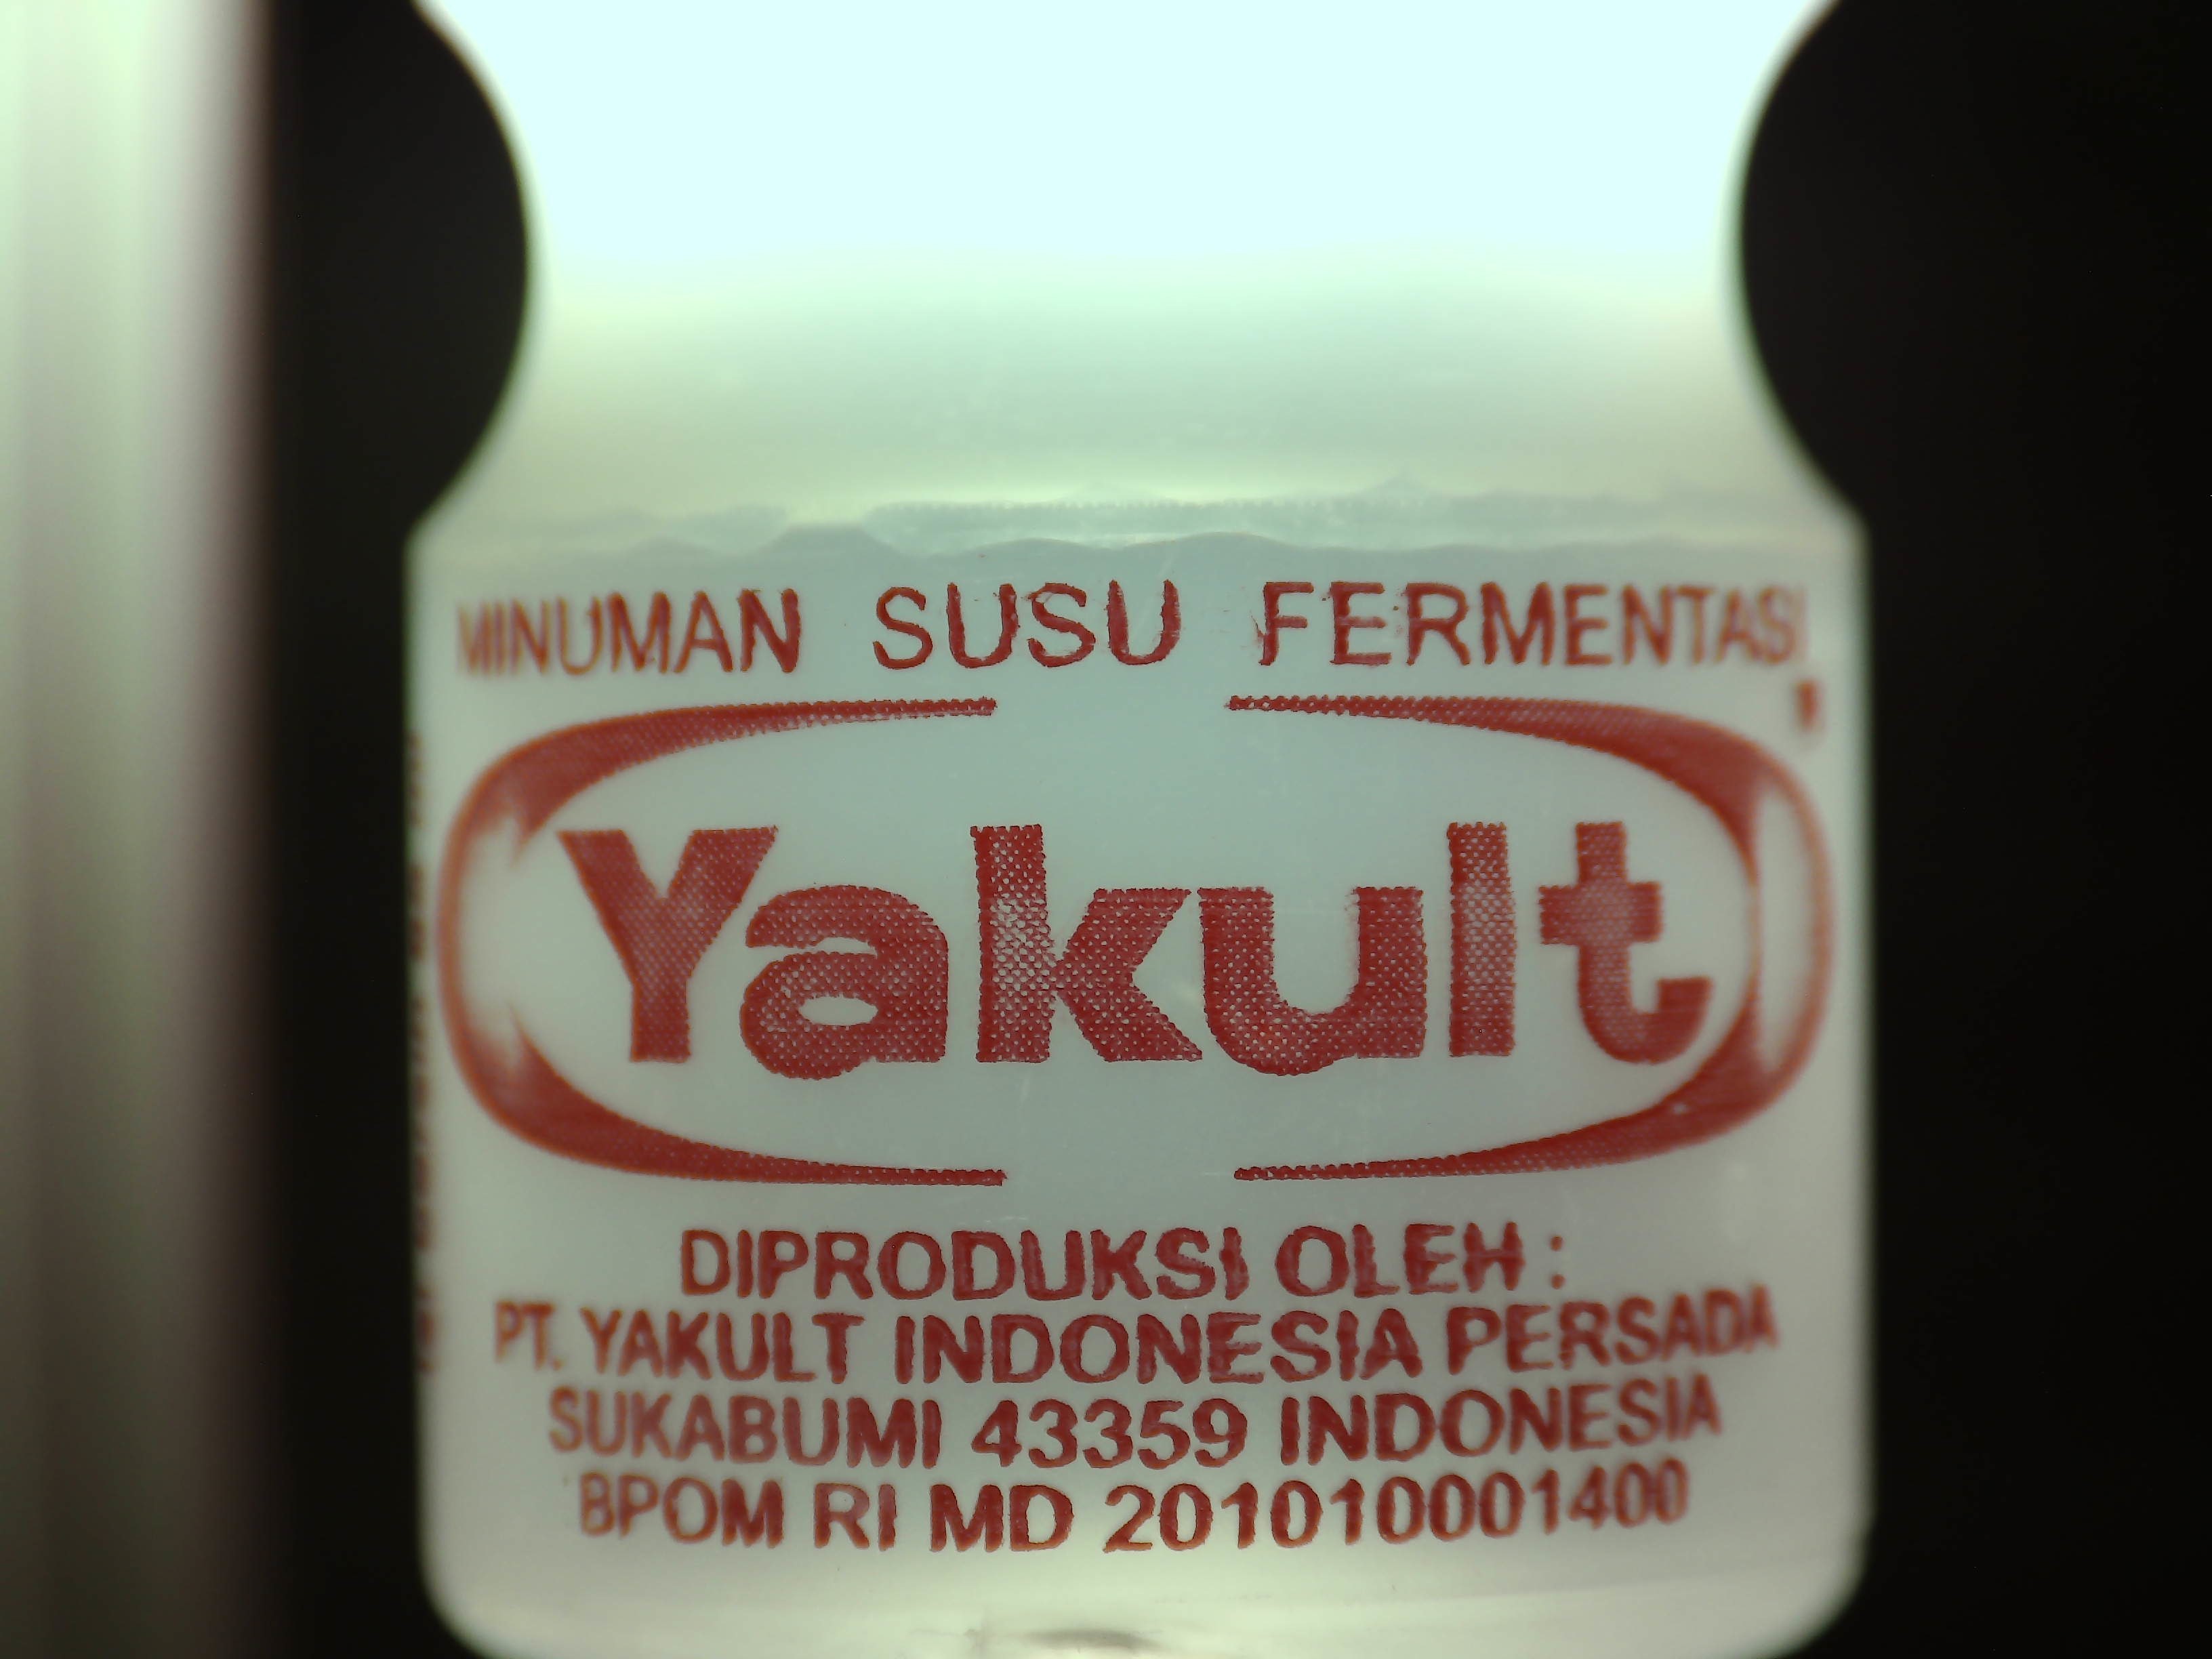 MINUMAN SUSU FERMENTASI
Yakult
DIPRODUKSI OLEH :
PT. YAKULT INDONESIA PERSADA
SUKABUMI 43359 INDONESIA
BPOM RI MD 201010001400